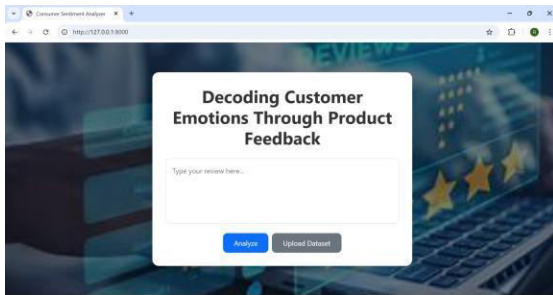 Consumer Sentiment Analyzer
http://127.0.0.1:8000
REVIEWS
Decoding Customer
Emotions Through Product
Feedback
Type your review here...
Analyze
Upload Dataset